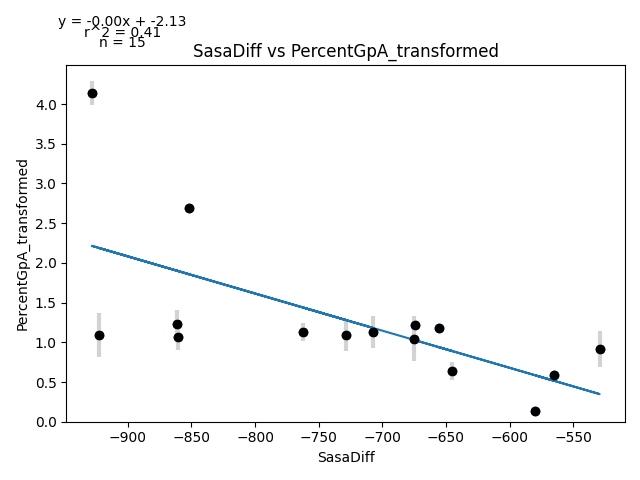 y = -0.00x + -2.13
r^2 = 0.41
n = 15
SasaDiff vs PercentGpA_transformed
PercentGpA_transformed
4.0
3.5
3.0
2.5
2.0
1.5
1.0
0.5
0.0
−900 −850 −800 −750 −700 −650 −600 −550
SasaDiff